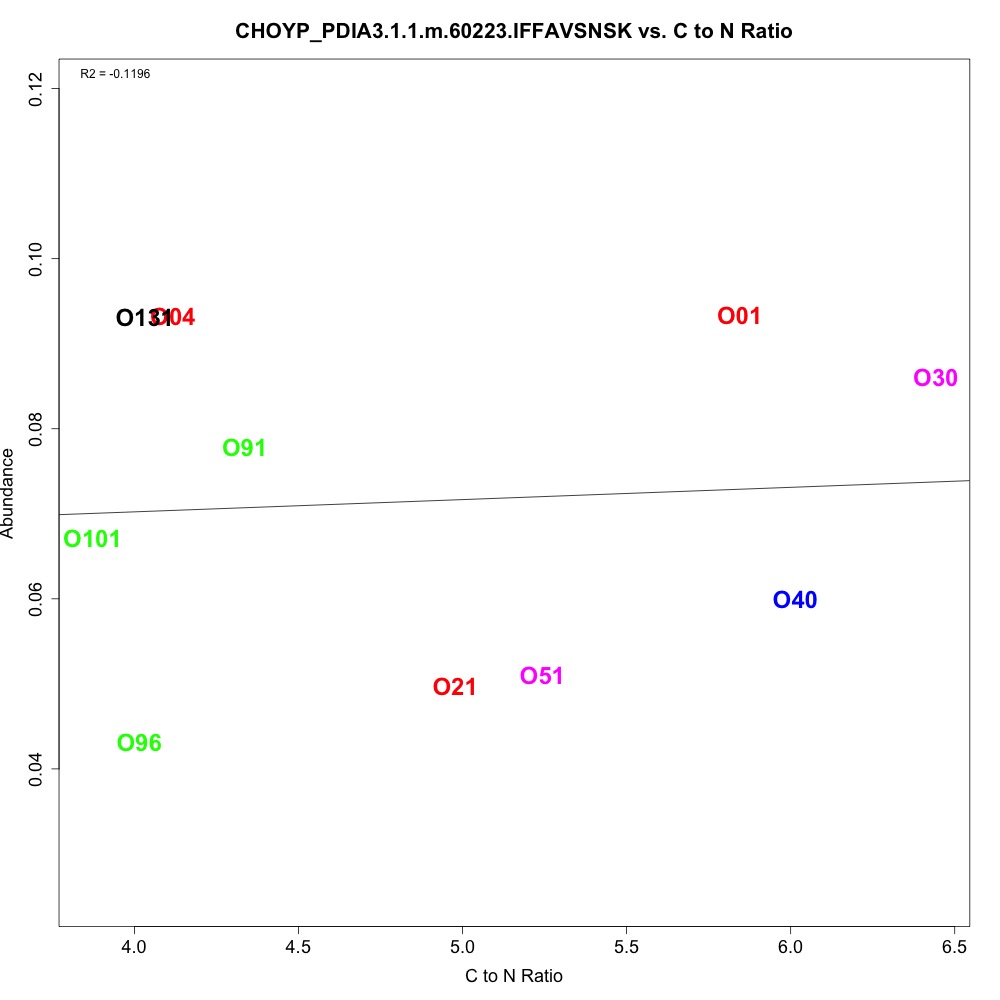 CHOYP_PDIA3.1.1.m.60223.IFFAVSNSK vs. C to N Ratio
R2 = -0.1196
0.12
0.10
0.08
0.06
0.04
Abundance
O131
O04
O01
O30
O91
O101
O40
O51
O21
O96
4.0 4.5 5.0 5.5 6.0 6.5
C to N Ratio